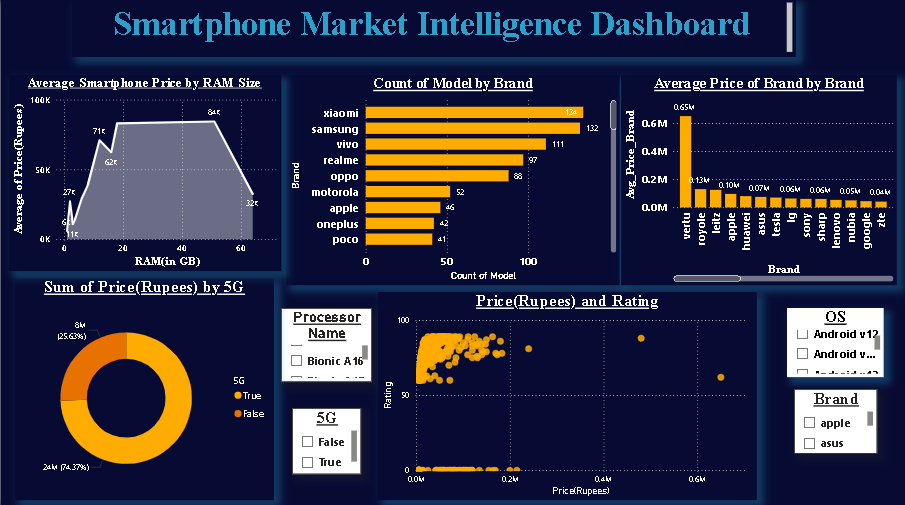 Smartphone Market Intelligence Dashboard
Average Smartphone Price by RAM Size
Average of Price(Rupees)
100K
50K
0K
6
27K
71K
62K
84K
32K
0
20
40
60
RAM(in GB)
Count of Model by Brand
Brand
xiaomi 134
samsung 132
vivo 111
realme 97
oppo 88
motorola 52
apple 46
oneplus 42
poco 41
0
50
100
Count of Model
Average Price of Brand by Brand
Avg_Price_Brand
0.6M
0.4M
0.2M
0.0M
0.65M
0.13M
0.10M
0.07M
0.06M
0.06M
0.05M
0.04M
vertu
royole
leitz
apple
huawei
asus
tesla
lg
sony
sharp
lenovo
nubia
google
zte
Brand
Sum of Price(Rupees) by 5G
8M
(25.63%)
24M (74.37%)
5G
True
False
Processor
Name
Bionic A16
5G
False
True
Price(Rupees) and Rating
Rating
100
50
0
0.0M
0.2M
0.4M
0.6M
Price(Rupees)
OS
Android v12
Android v...
Brand
apple
asus